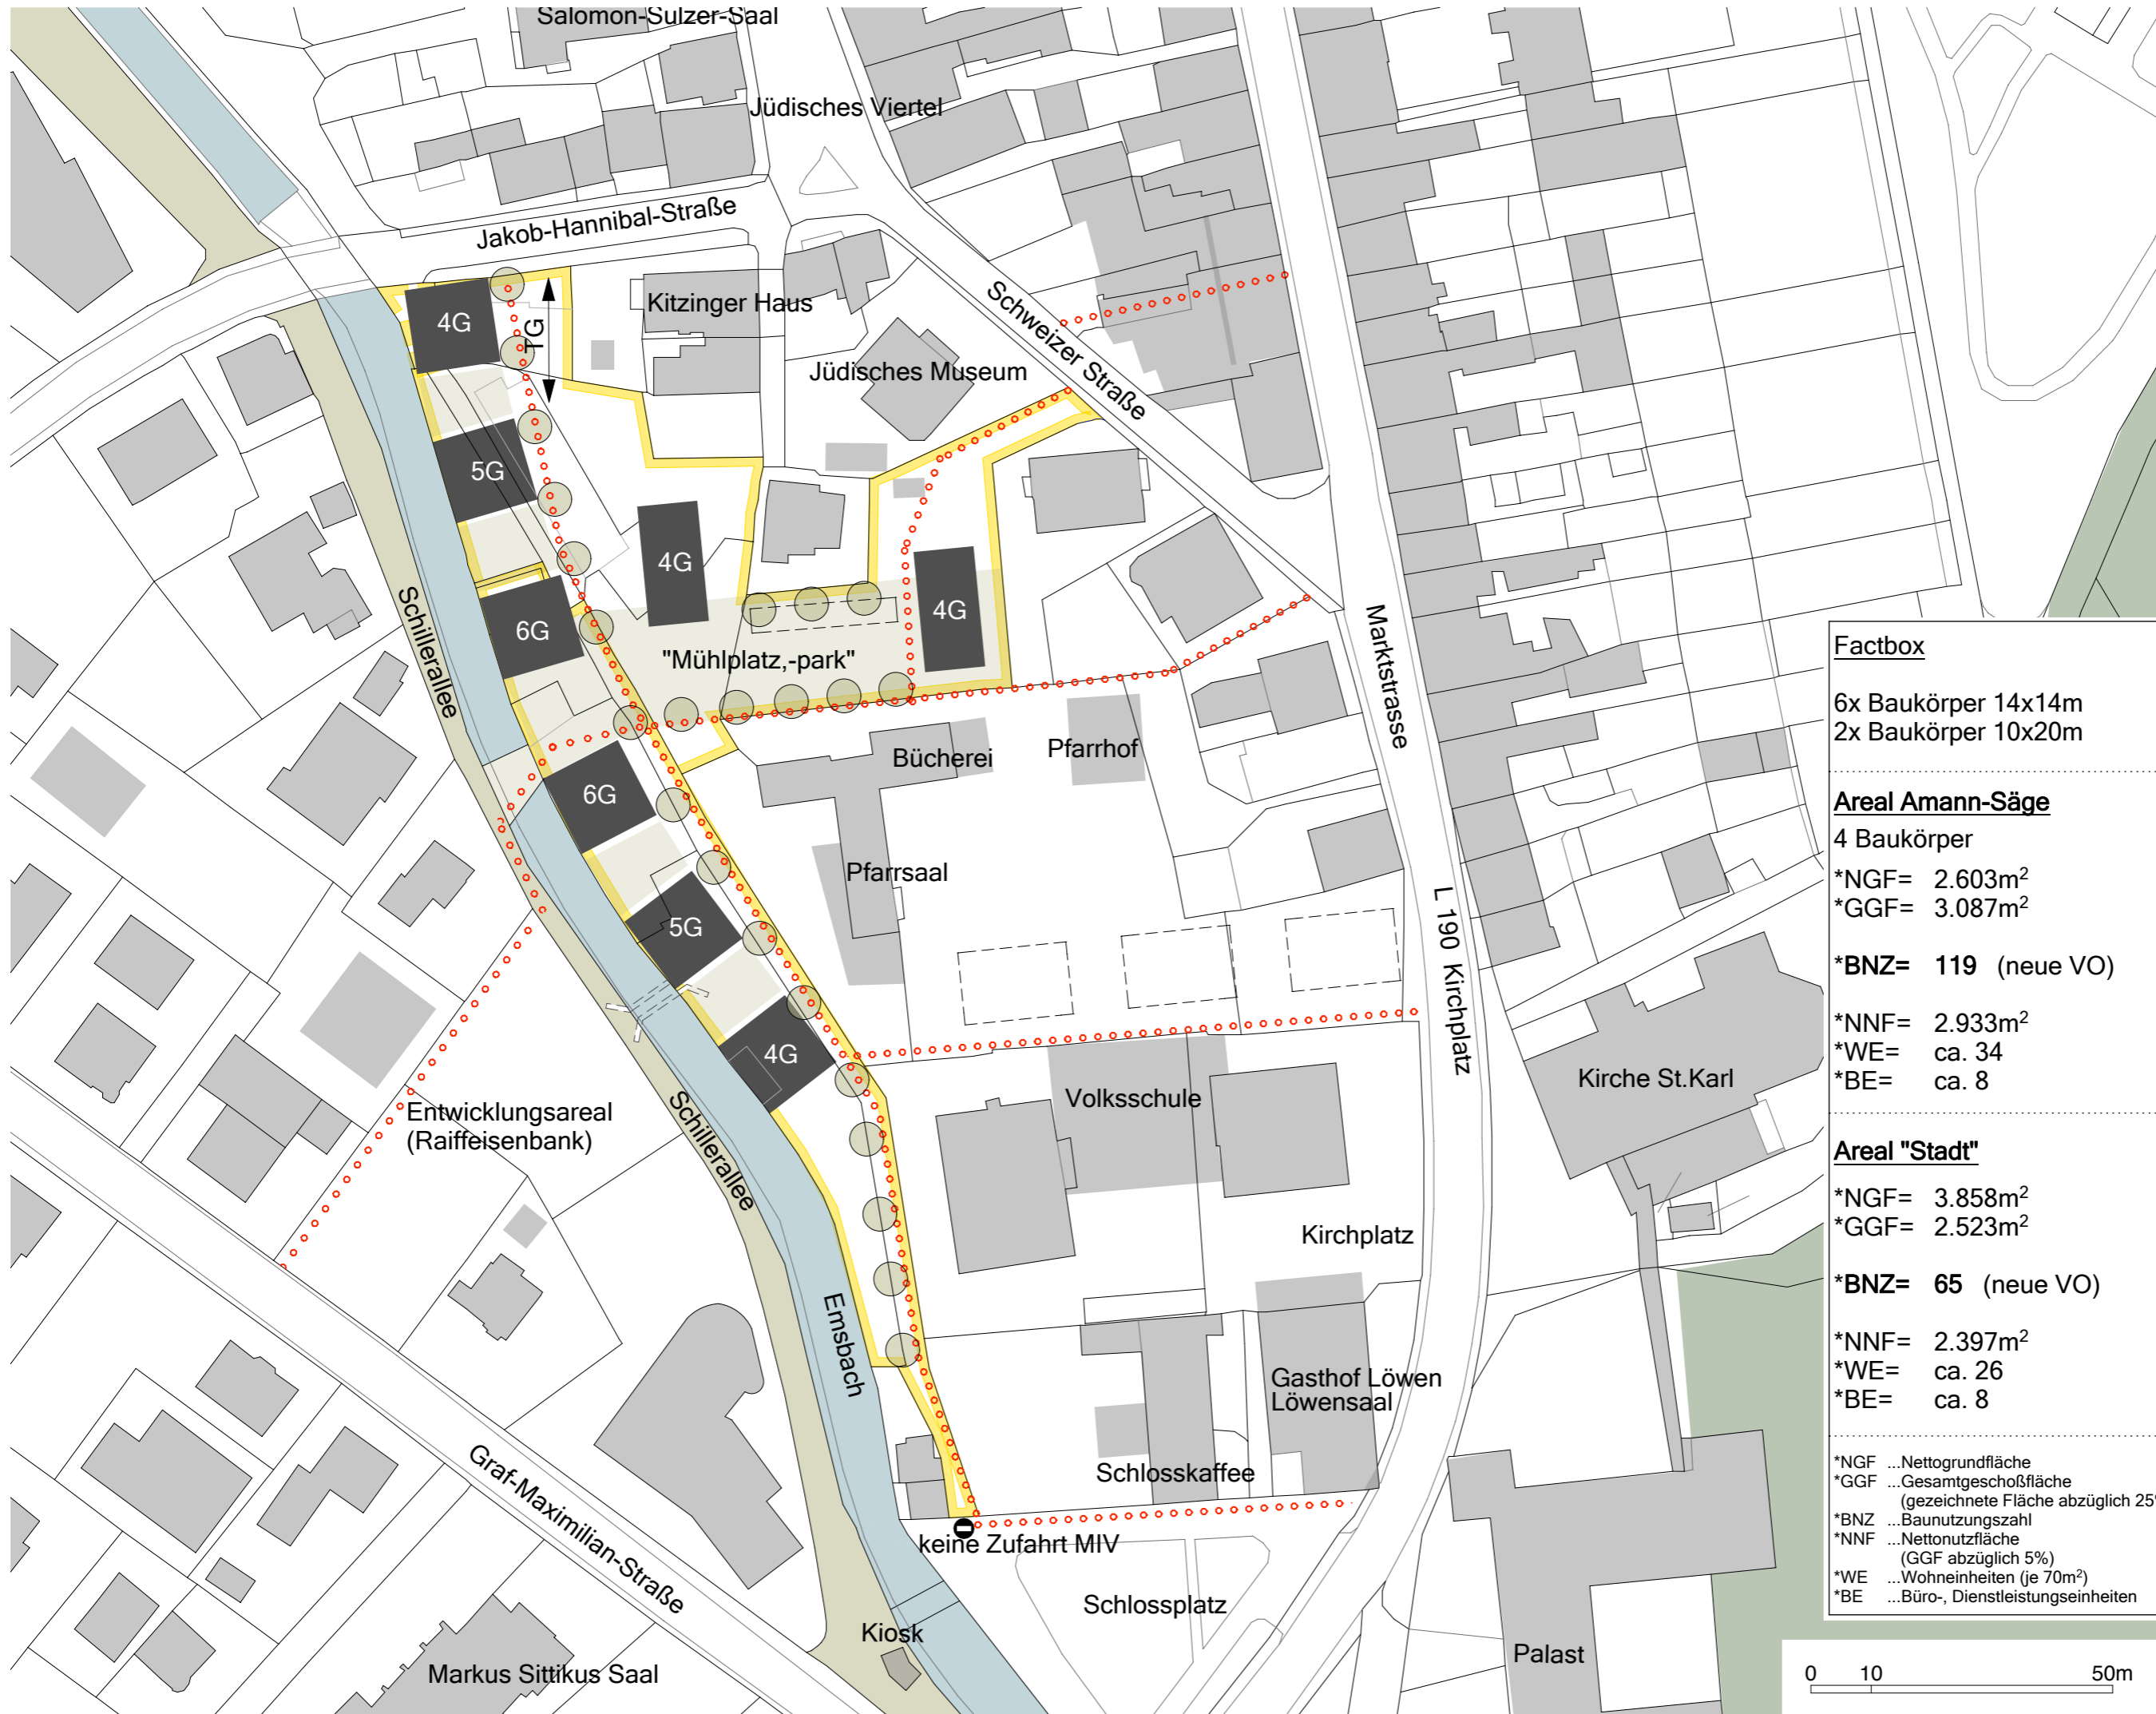 Salomon-Sulzer-Saal
Jüdisches Viertel
Jakob-Hannibal-Straße
Kitzinger Haus
Schweizer Straße
4G
TG
Jüdisches Museum
5G
4G
4G
Schillerallee
6G
"Mühlplatz,-park"
Marktstrasse
Bücherei
Pfarrhof
6G
Pfarrsaal
5G
L 190 Kirchplatz
4G
Volksschule
Kirche St.Karl
Entwicklungsareal
(Raiffeisenbank)
Schillerallee
Kirchplatz
Emsbach
Gasthof Löwen
Löwensaal
Graf-Maximilian-Straße
Schlosskaffee
keine Zufahrt MIV
Schlossplatz
Kiosk
Markus Sittikus Saal
Palast
Factbox
6x Baukörper 14x14m
2x Baukörper 10x20m
Areal Amann-Säge
4 Baukörper
*NGF= 2.603m²
*GGF= 3.087m²
*BNZ= 119 (neue VO)
*NNF= 2.933m²
*WE= ca. 34
*BE= ca. 8
Areal "Stadt"
*NGF= 3.858m²
*GGF= 2.523m²
*BNZ= 65 (neue VO)
*NNF= 2.397m²
*WE= ca. 26
*BE= ca. 8
*NGF ...Nettogrundfläche
*GGF ...Gesamtgeschoßfläche
(gezeichnete Fläche abzüglich 25
*BNZ ...Baunutzungszahl
*NNF ...Nettonutzfläche
(GGF abzüglich 5%)
*WE ...Wohneinheiten (je 70m²)
*BE ...Büro-, Dienstleistungseinheiten
0 10 50m